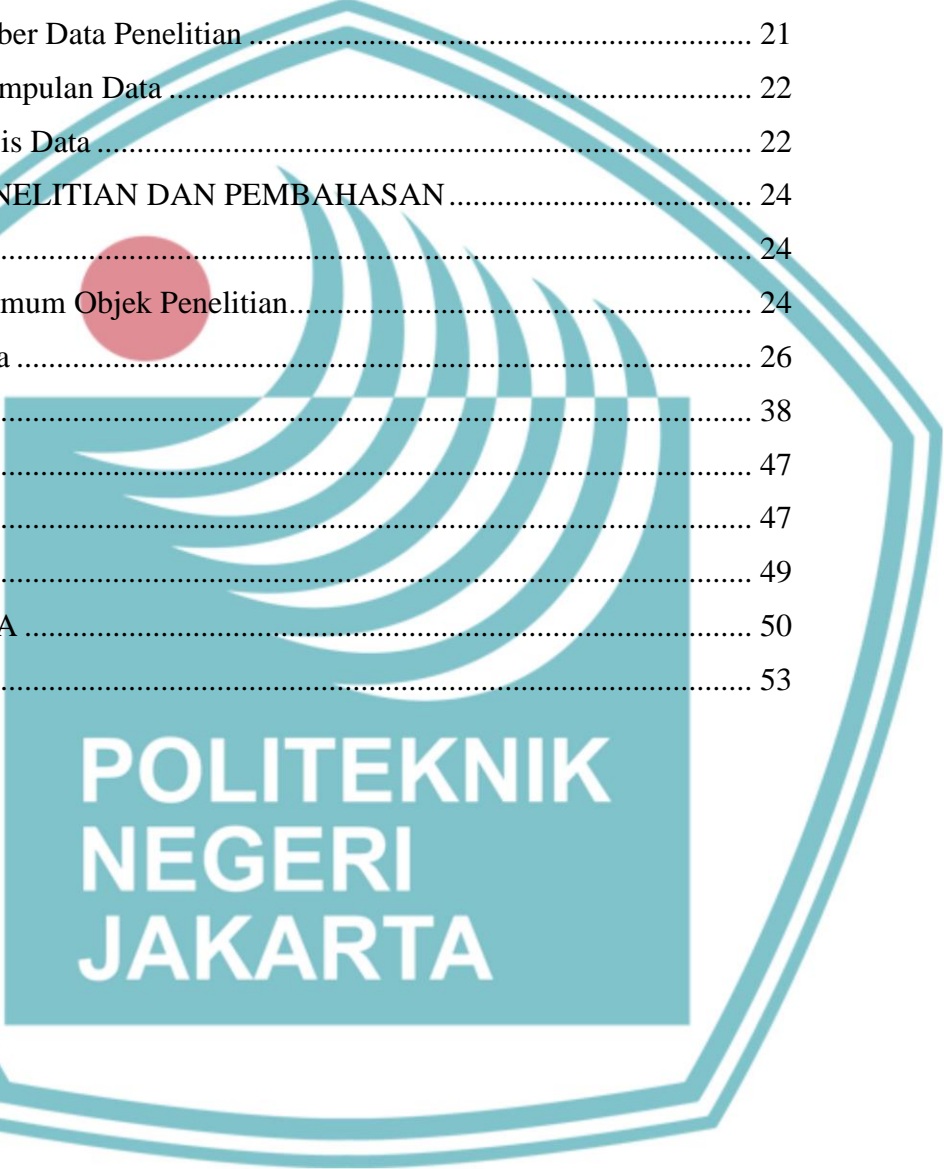 ber Data Penelitian ........................................ 21
mpulan Data ........................................ 22
is Data ........................................ 22
NELITIAN DAN PEMBAHASAN ........................................ 24
........................................ 24
mum Objek Penelitian ........................................ 24
a ........................................ 26
........................................ 38
........................................ 47
........................................ 47
........................................ 49
A ........................................ 50
........................................ 53
POLITEKNIK
NEGERI
JAKARTA